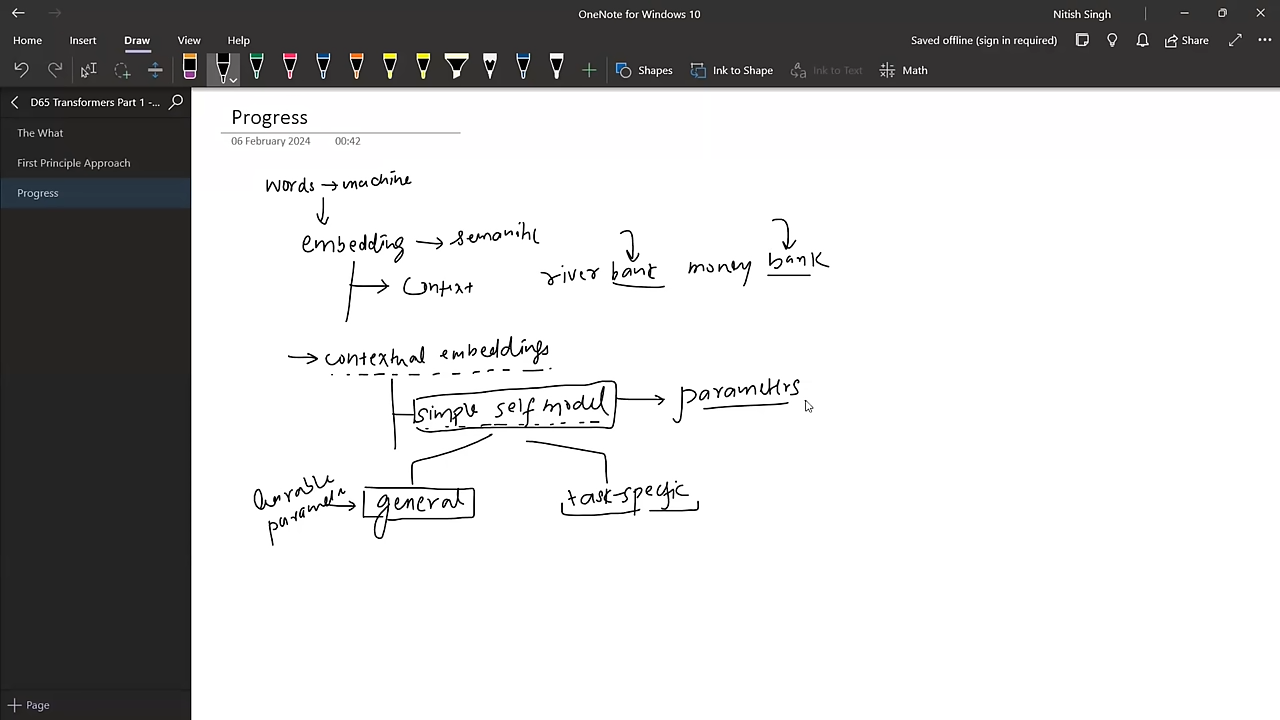 OneNote for Windows 10
Nitish Singh
Home Insert Draw View Help
Saved offline (sign in required)
Share
Shapes
Ink to Shape
Ink to Text
Math
D65 Transformers Part 1 -...
The What
First Principle Approach
Progress
Page
Progress
06 February 2024 00:42
words → machine
embedding → semantic
context
river bank money bank
→ contextual embeddings
simple self model → parameters
general
task-specific